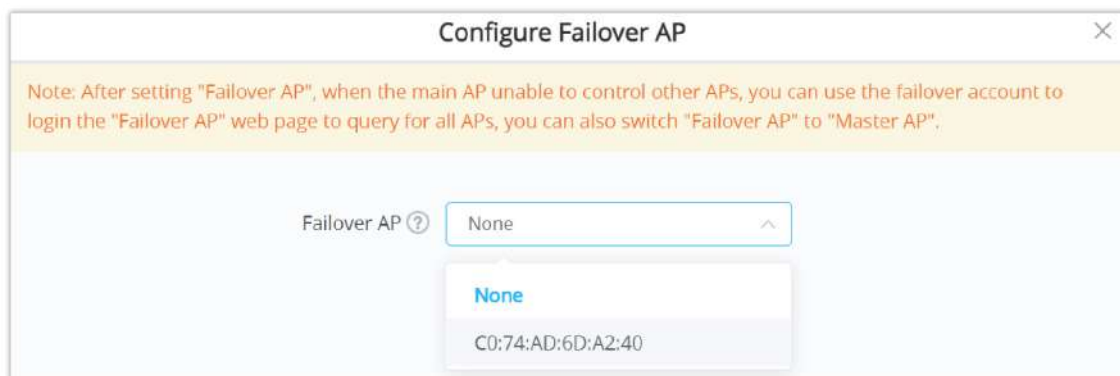 Configure Failover AP
Note: After setting "Failover AP", when the main AP unable to control other APs, you can use the failover account to
login the "Failover AP" web page to query for all APs, you can also switch "Failover AP" to "Master AP".
Failover AP ? None
None
C0:74:AD:6D:A2:40